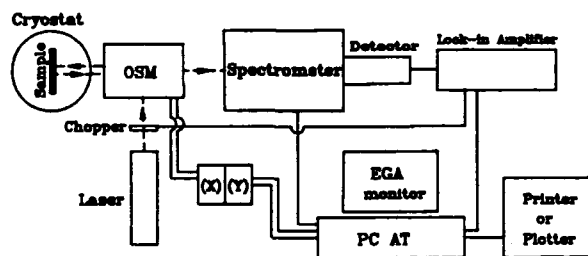 Cryostat
Sample
OSM
Spectrometer
Detector
Lock-in Amplifier
Chopper
Laser
(X) (Y)
EGA
monitor
PC AT
Printer
or
Plotter